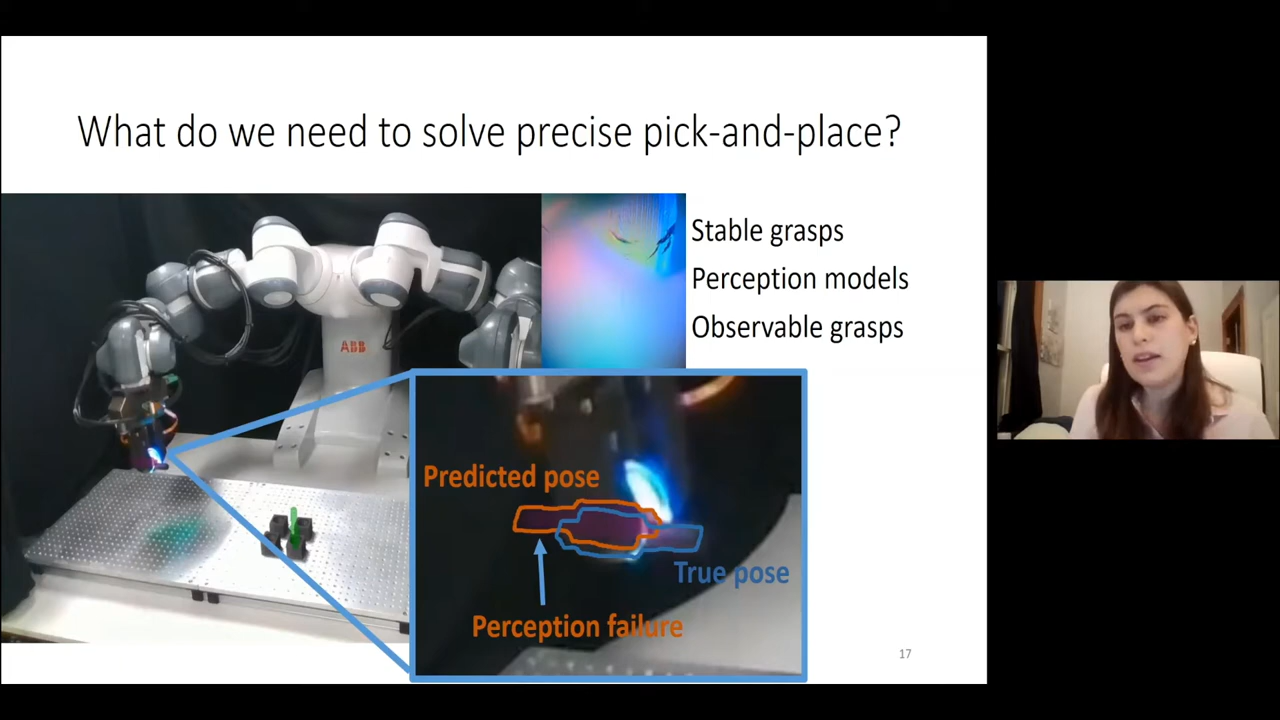 What do we need to solve precise pick-and-place?
Stable grasps
Perception models
Observable grasps
ABB
Predicted pose
True pose
Perception failure
17